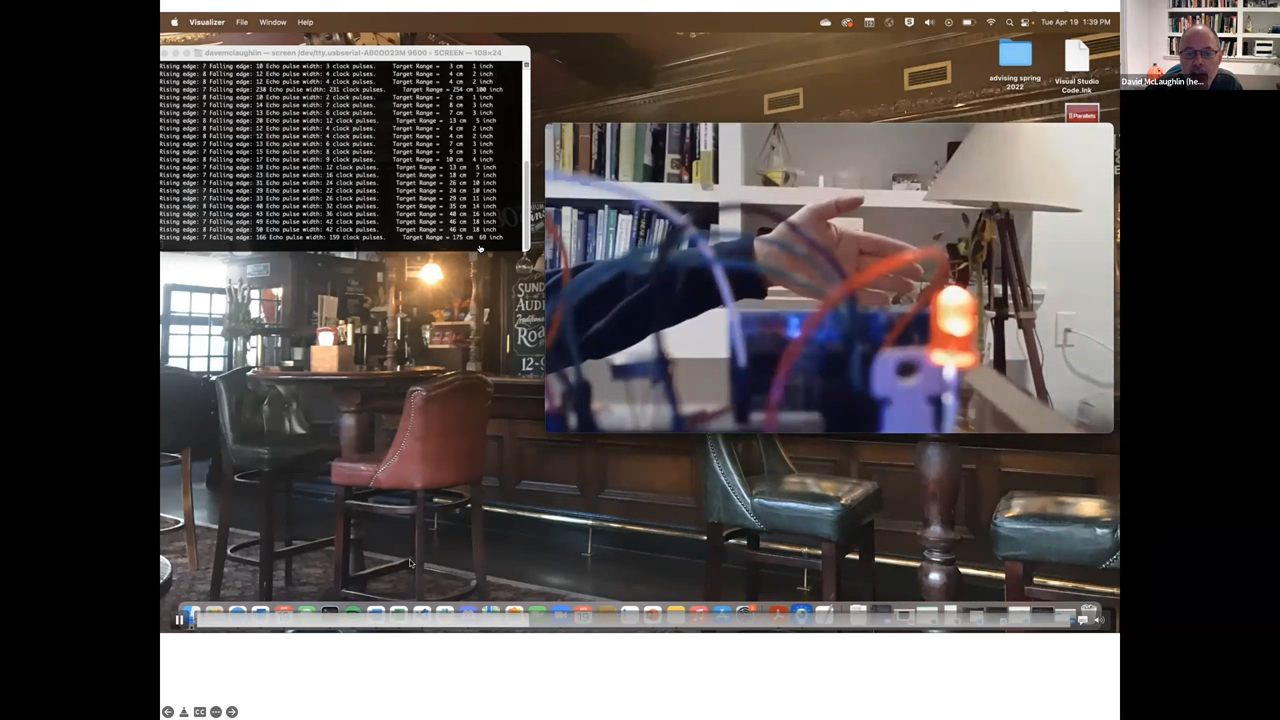 Visualizer File Window Help Tue Apr 19 1:39 PM
davemclaughlin — screen /dev/tty.usbserial-AB0DD23M 9600 • SCREEN — 108×24
Rising edge: 7 Falling edge: 10 Echo pulse width: 3 clock pulses. Target Range = 3 cm 1 inch
Rising edge: 8 Falling edge: 12 Echo pulse width: 4 clock pulses. Target Range = 4 cm 2 inch
Rising edge: 8 Falling edge: 12 Echo pulse width: 4 clock pulses. Target Range = 4 cm 2 inch
Rising edge: 7 Falling edge: 238 Echo pulse width: 231 clock pulses. Target Range = 254 cm 100 inch
Rising edge: 8 Falling edge: 10 Echo pulse width: 2 clock pulses. Target Range = 2 cm 1 inch
Rising edge: 7 Falling edge: 14 Echo pulse width: 7 clock pulses. Target Range = 8 cm 3 inch
Rising edge: 7 Falling edge: 13 Echo pulse width: 6 clock pulses. Target Range = 7 cm 3 inch
Rising edge: 8 Falling edge: 20 Echo pulse width: 12 clock pulses. Target Range = 13 cm 5 inch
Rising edge: 8 Falling edge: 12 Echo pulse width: 4 clock pulses. Target Range = 4 cm 2 inch
Rising edge: 8 Falling edge: 12 Echo pulse width: 4 clock pulses. Target Range = 4 cm 2 inch
Rising edge: 7 Falling edge: 13 Echo pulse width: 6 clock pulses. Target Range = 7 cm 3 inch
Rising edge: 7 Falling edge: 15 Echo pulse width: 8 clock pulses. Target Range = 9 cm 3 inch
Rising edge: 8 Falling edge: 17 Echo pulse width: 9 clock pulses. Target Range = 10 cm 4 inch
Rising edge: 7 Falling edge: 19 Echo pulse width: 12 clock pulses. Target Range = 13 cm 5 inch
Rising edge: 7 Falling edge: 23 Echo pulse width: 16 clock pulses. Target Range = 18 cm 7 inch
Rising edge: 7 Falling edge: 31 Echo pulse width: 24 clock pulses. Target Range = 26 cm 10 inch
Rising edge: 7 Falling edge: 29 Echo pulse width: 22 clock pulses. Target Range = 24 cm 10 inch
Rising edge: 7 Falling edge: 33 Echo pulse width: 26 clock pulses. Target Range = 29 cm 11 inch
Rising edge: 8 Falling edge: 40 Echo pulse width: 32 clock pulses. Target Range = 35 cm 14 inch
Rising edge: 7 Falling edge: 43 Echo pulse width: 36 clock pulses. Target Range = 40 cm 16 inch
Rising edge: 7 Falling edge: 49 Echo pulse width: 42 clock pulses. Target Range = 46 cm 18 inch
Rising edge: 8 Falling edge: 50 Echo pulse width: 42 clock pulses. Target Range = 46 cm 18 inch
Rising edge: 7 Falling edge: 166 Echo pulse width: 159 clock pulses. Target Range = 175 cm 69 inch
advising spring
2022
Visual Studio
Code.lnk
Parallels
David McLaughlin (he...
SUND
AUD
Traditional
Roa
12-9